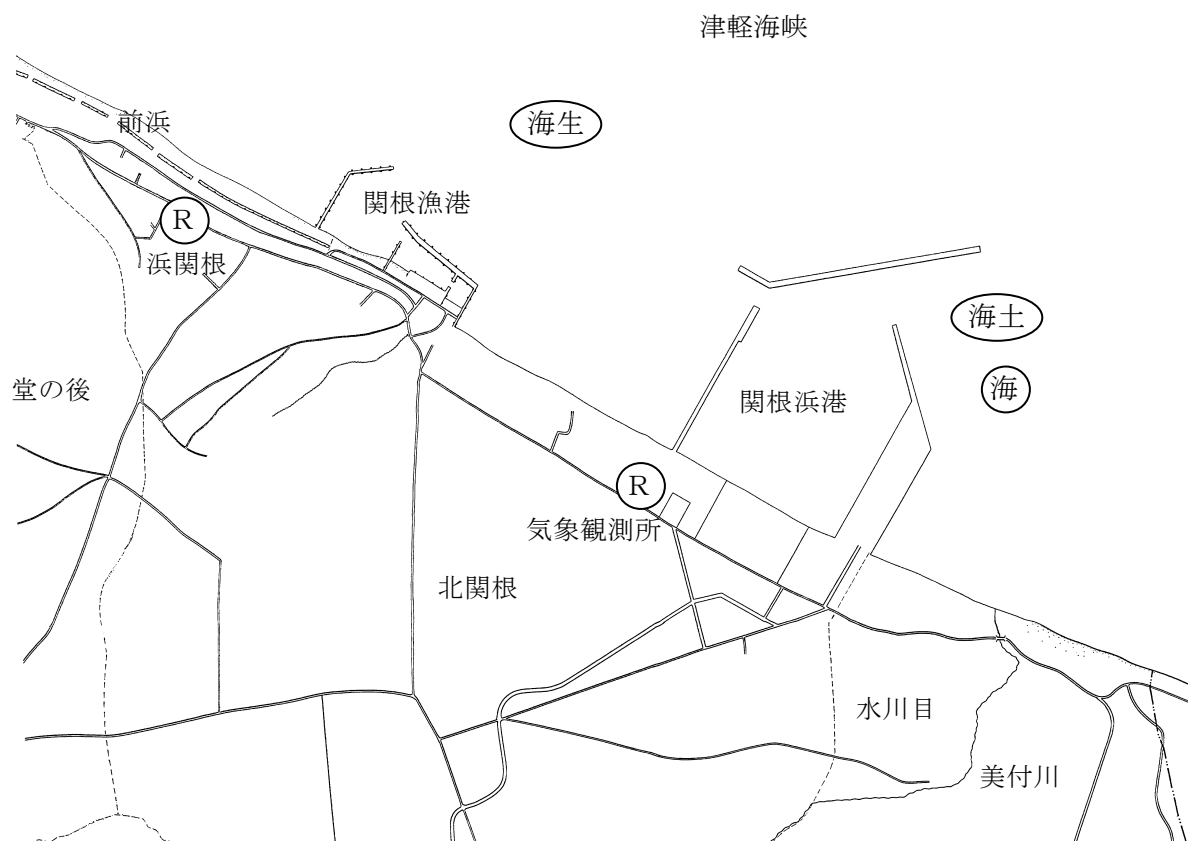 津軽海峡
海生
前浜
関根漁港
R
浜関根
海土
海
関根浜港
堂の後
R
気象観測所
北関根
水川目
美付川